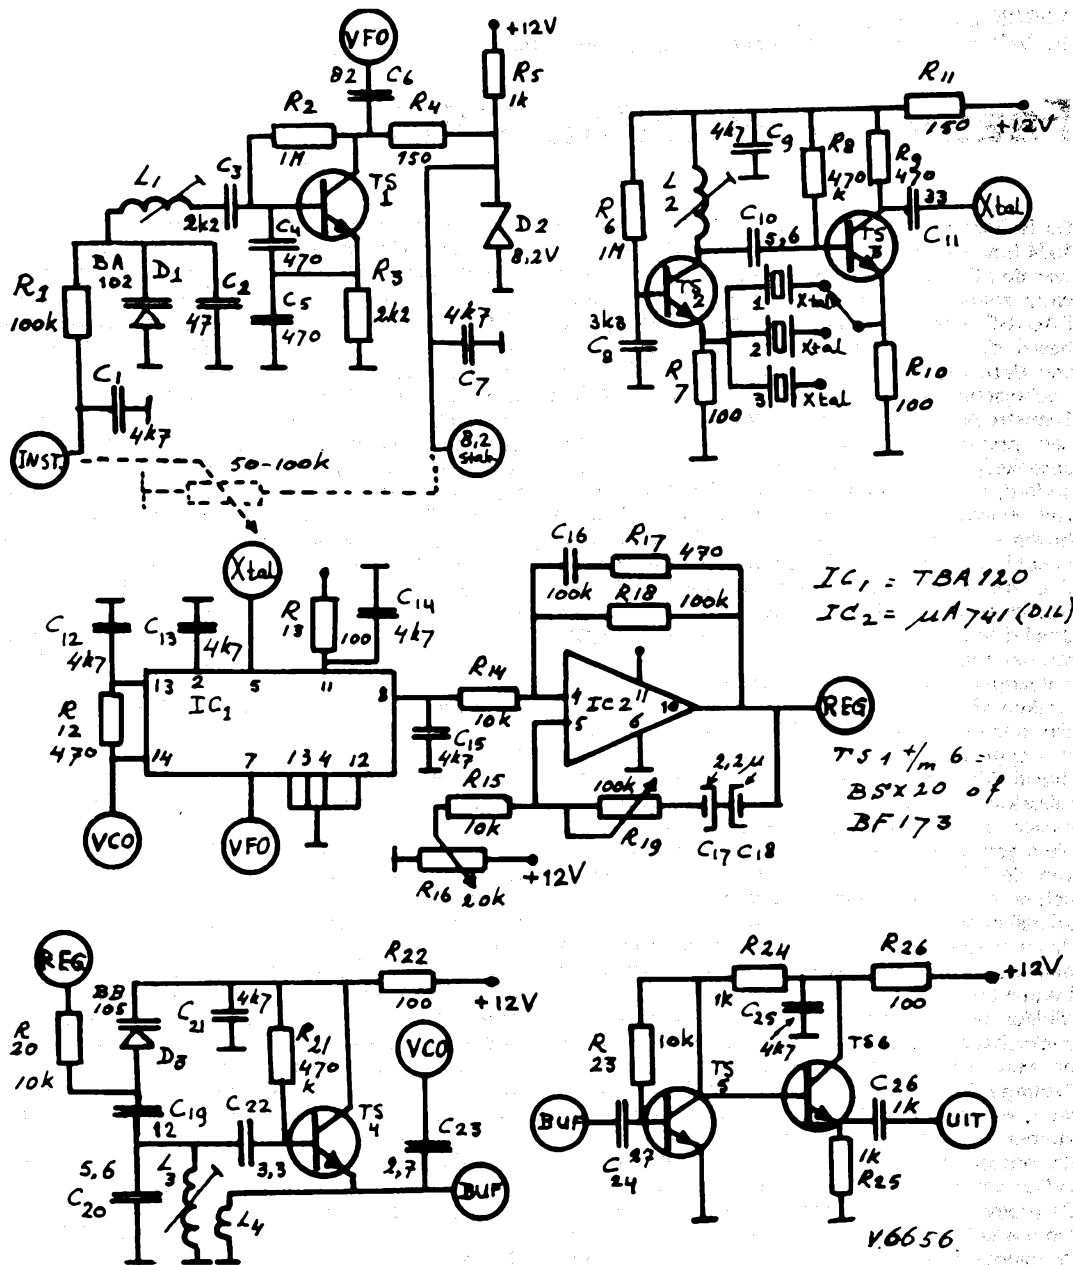 VFO
82 C6
+12V
R5
1k
R2
1M
R4
150
L1
C3
2k2
TS
1
C4
470
R3
2k2
C5
470
BA
102
D1
C2
47
R1
100k
C1
4k7
D2
8,2V
4k7
C7
INST.
8,2
Stab
50-100k
R11
150
+12V
4k7
C9
R8
470
k
R9
470
33
C11
Xtal
L
2
R
6
1M
C10
5,6
TS
3
TS
2
1
Xtal
2
Xtal
3
Xtal
3k3
C8
R
7
100
R10
100
Xtal
C12
4k7
C13
4k7
R
13
100
C14
4k7
13
2
5
11
8
IC1
14
7
1 3 4 12
R
12
470
VCO
VFO
C15
4k7
R14
10k
C16
100k
R17
470
R18
100k
4
5
IC2
11
10
6
REG
R15
10k
100k
R19
2,2µ
C17 C18
R16
20k
+12V
IC1 = TBA120
IC2 = µA741 (DIL)
TS 1 t/m 6 =
BSX20 of
BF173
REG
R
20
10k
BB
105
D3
C21
4k7
R21
470
k
R22
100
+12V
C19
12
C22
3,3
TS
4
VCO
C23
2,7
5,6
C20
L
3
L4
BUF
R24
1k
R26
100
+12V
C25
4k7
R
23
10k
TS
5
TS6
BUF
C
24
27
C26
1k
UIT
1k
R25
V.6656